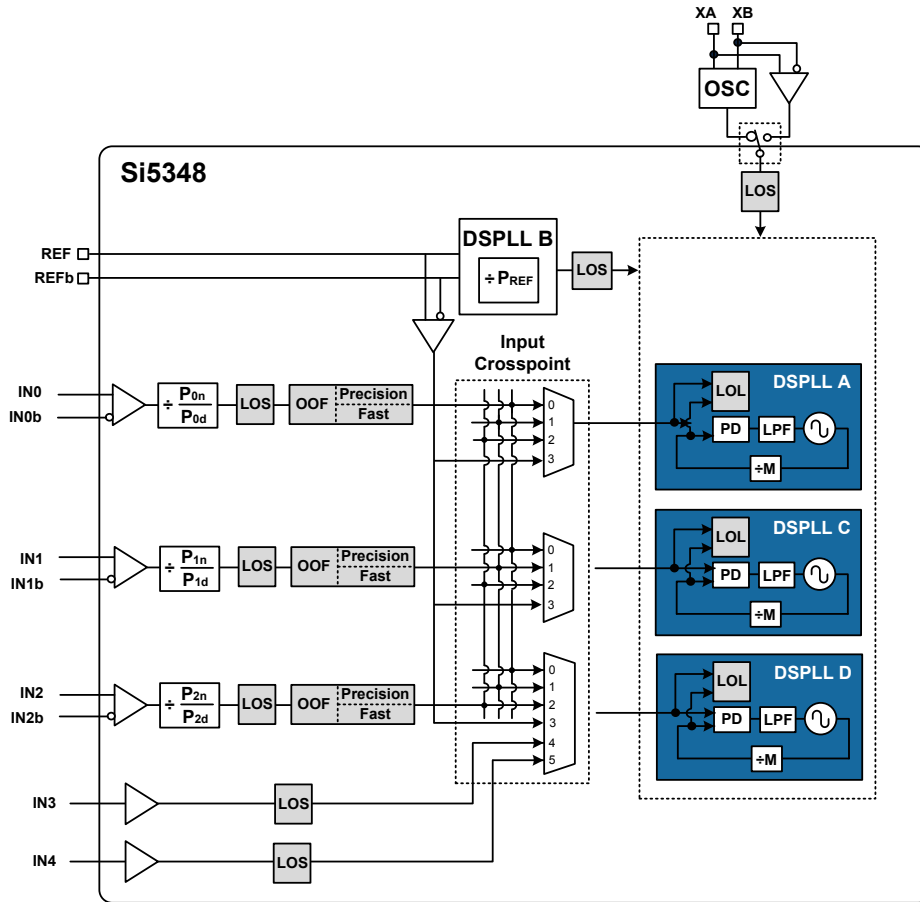 XA XB
OSC
Si5348
LOS
REF
REFb
DSPLL B
÷ PREF
LOS
Input
Crosspoint
IN0
IN0b
÷ P0n
P0d
LOS
OOF
Precision
Fast
0
1
2
3
DSPLL A
LOL
PD
LPF
÷M
IN1
IN1b
÷ P1n
P1d
LOS
OOF
Precision
Fast
0
1
2
3
DSPLL C
LOL
PD
LPF
÷M
IN2
IN2b
÷ P2n
P2d
LOS
OOF
Precision
Fast
0
1
2
3
4
5
DSPLL D
LOL
PD
LPF
÷M
IN3
LOS
IN4
LOS